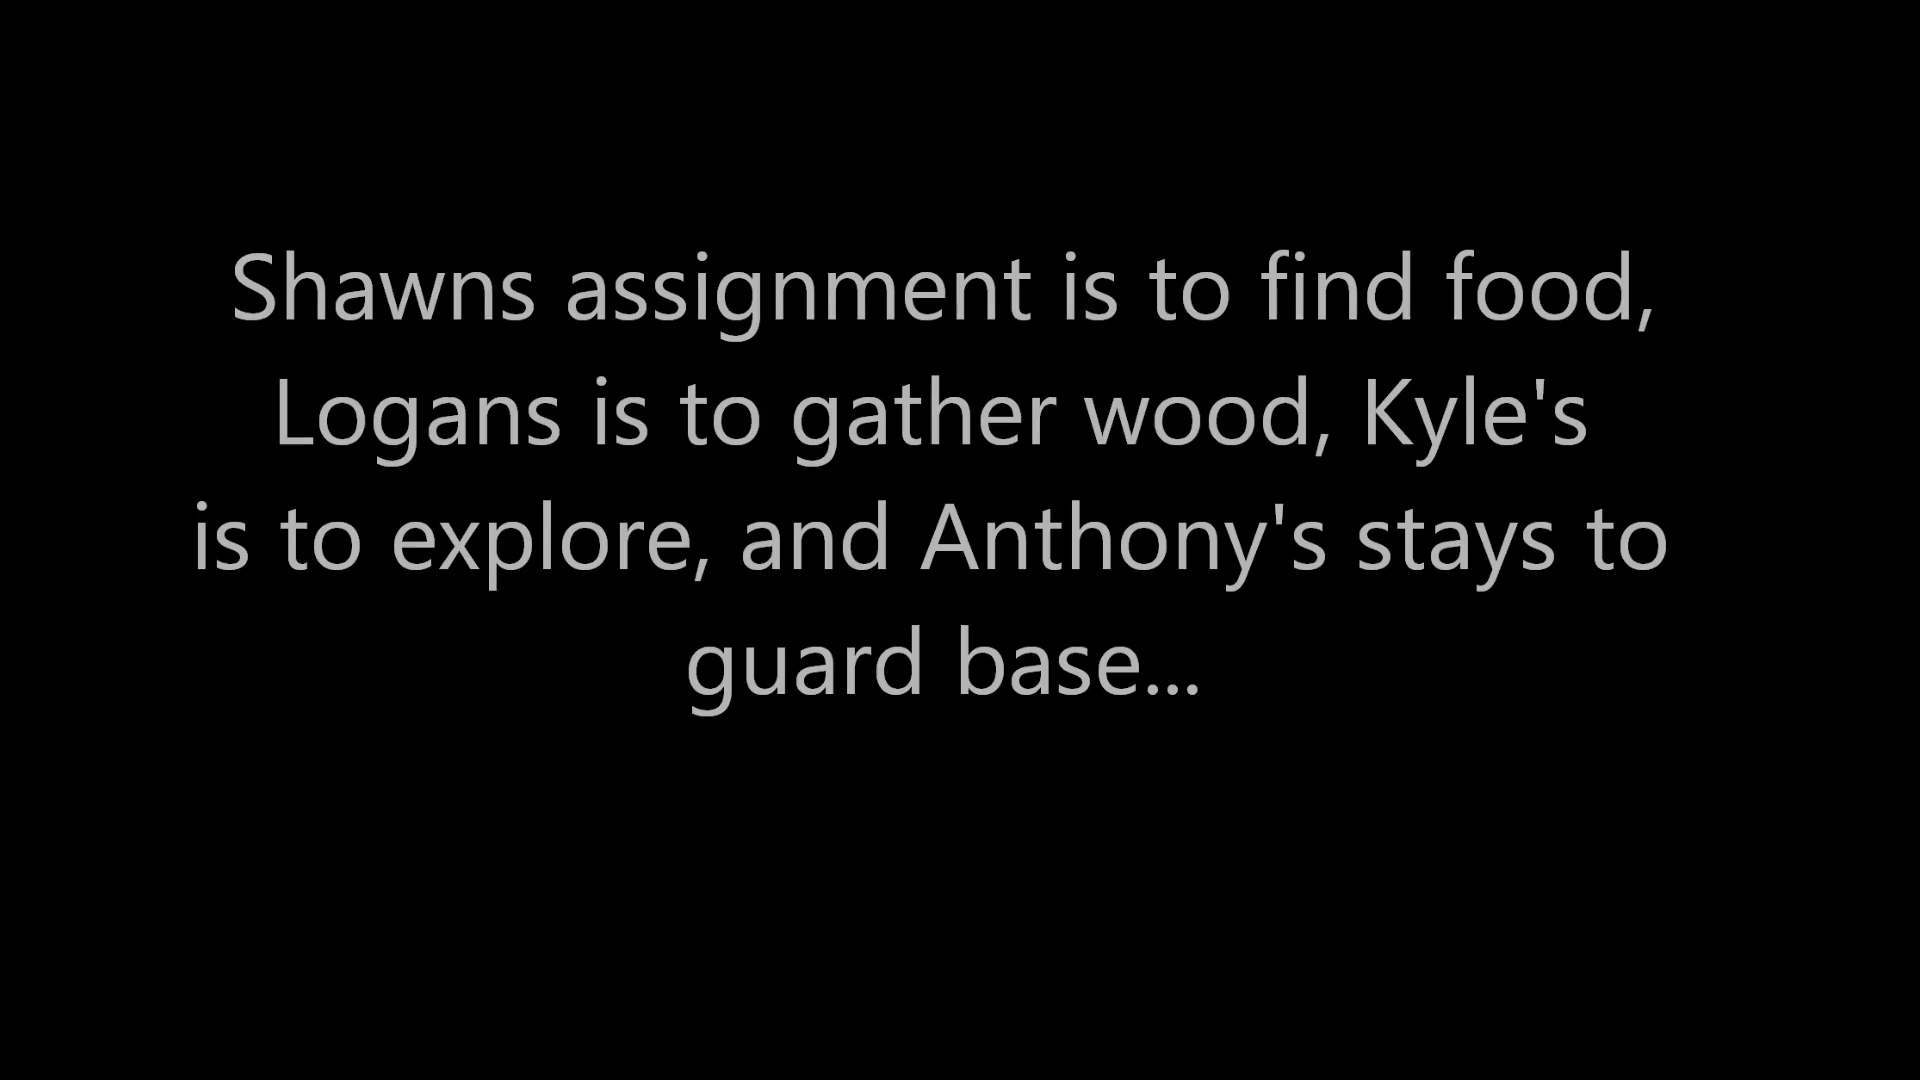 Shawns assignment is to find food,
Logans is to gather wood, Kyle's
is to explore, and Anthony's stays to
guard base...